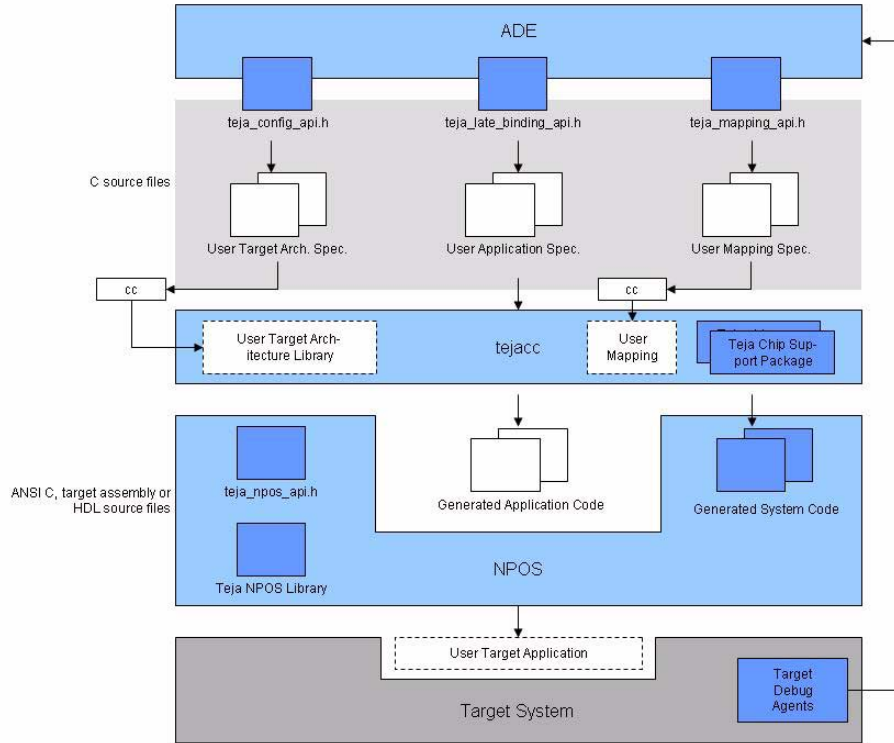 ADE
teja_config_api.h
teja_late_binding_api.h
teja_mapping_api.h
C source files
User Target Arch. Spec.
User Application Spec.
User Mapping Spec.
cc
cc
User Target Arch-
itecture Library
tejacc
User
Mapping
Teja Chip Sup-
port Package
ANSI C, target assembly or
HDL source files
teja_npos_api.h
Generated Application Code
Generated System Code
Teja NPOS Library
NPOS
User Target Application
Target
Debug
Agents
Target System